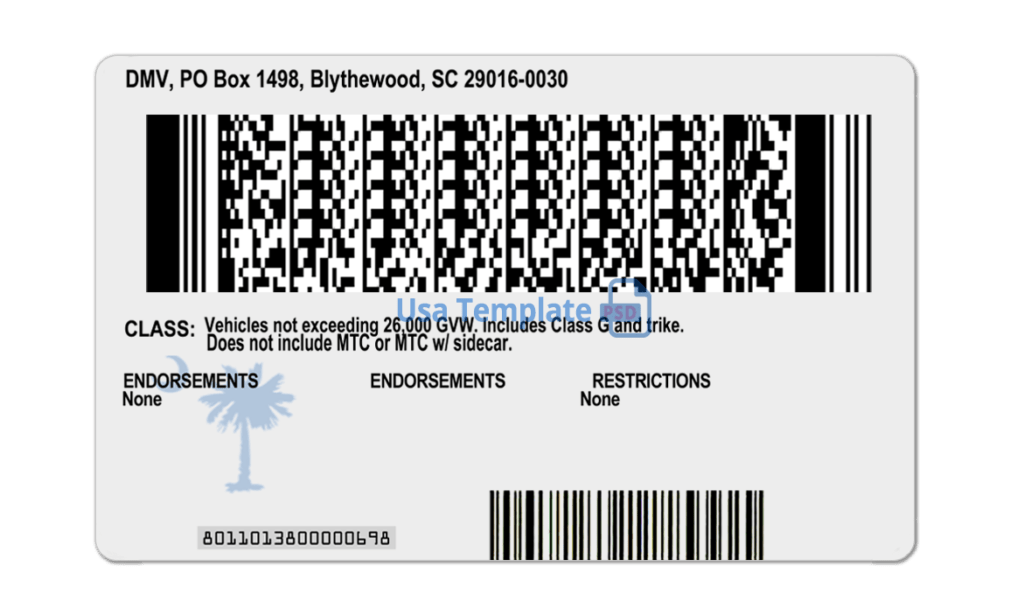 DMV, PO Box 1498, Blythewood, SC 29016-0030
Usa Template PSD
CLASS: Vehicles not exceeding 26,000 GVW. Includes Class G and trike.
Does not include MTC or MTC w/ sidecar.
ENDORSEMENTS ENDORSEMENTS RESTRICTIONS
None None
8011013800000698